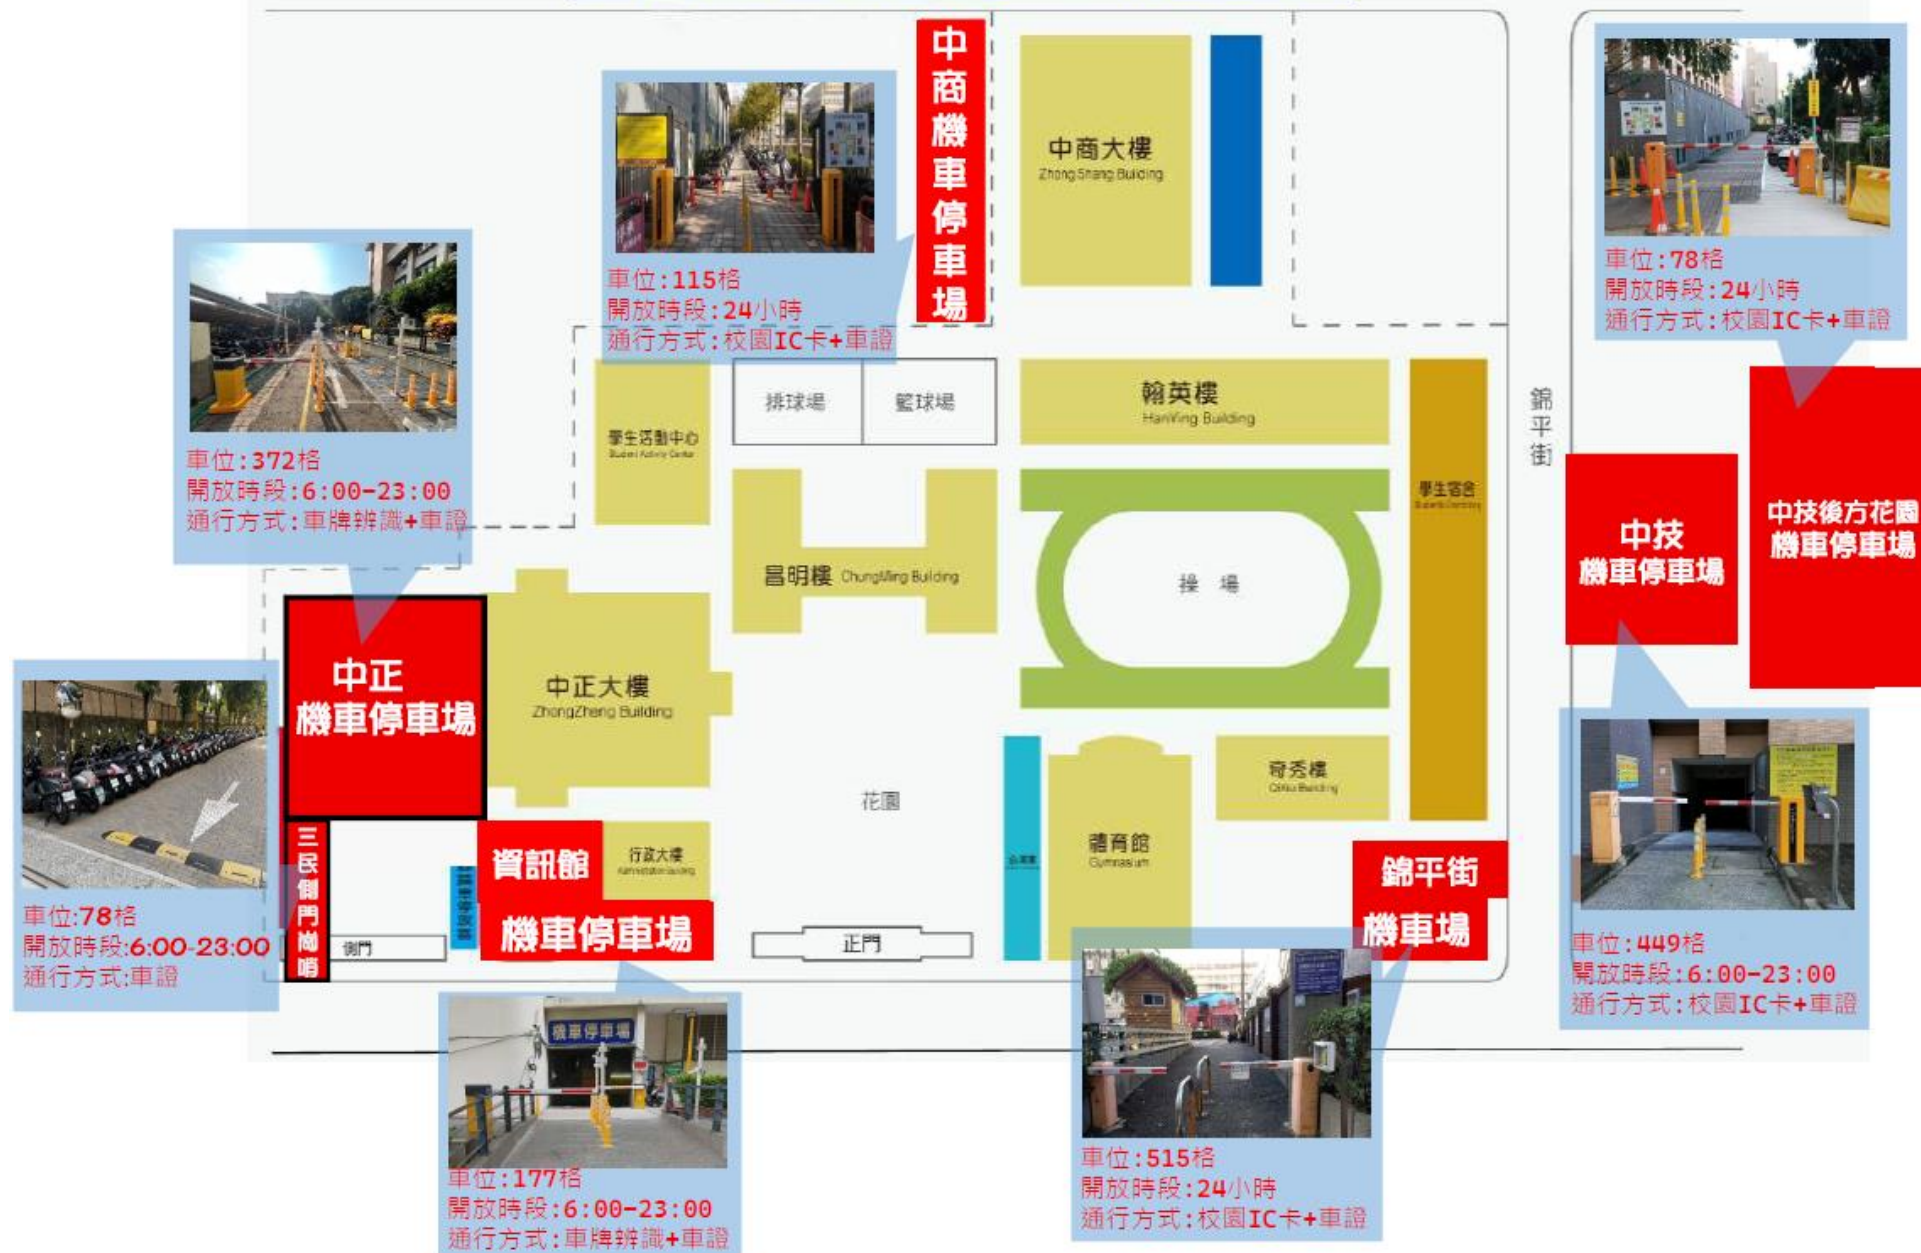 中商機車停車場
中商大樓
Zhong Shang Building
車位:115格
開放時段:24小時
通行方式:校園IC卡+車證
車位:78格
開放時段:24小時
通行方式:校園IC卡+車證
車位:372格
開放時段:6:00-23:00
通行方式:車牌辨識+車證
學生活動中心
Student Activity Center
排球場
籃球場
翰英樓
HanYing Building
學生宿舍
錦平街
中技
機車停車場
中技後方花園
機車停車場
昌明樓 ChungMing Building
操場
中正
機車停車場
中正大樓
ZhongZheng Building
花園
奇秀樓
體育館
Gymnasium
車位:78格
開放時段:6:00-23:00
通行方式:車證
三民側門崗哨
側門
資訊館
機車停車場
行政大樓
正門
錦平街
機車場
車位:449格
開放時段:6:00-23:00
通行方式:校園IC卡+車證
機車停車場
車位:177格
開放時段:6:00-23:00
通行方式:車牌辨識+車證
車位:515格
開放時段:24小時
通行方式:校園IC卡+車證